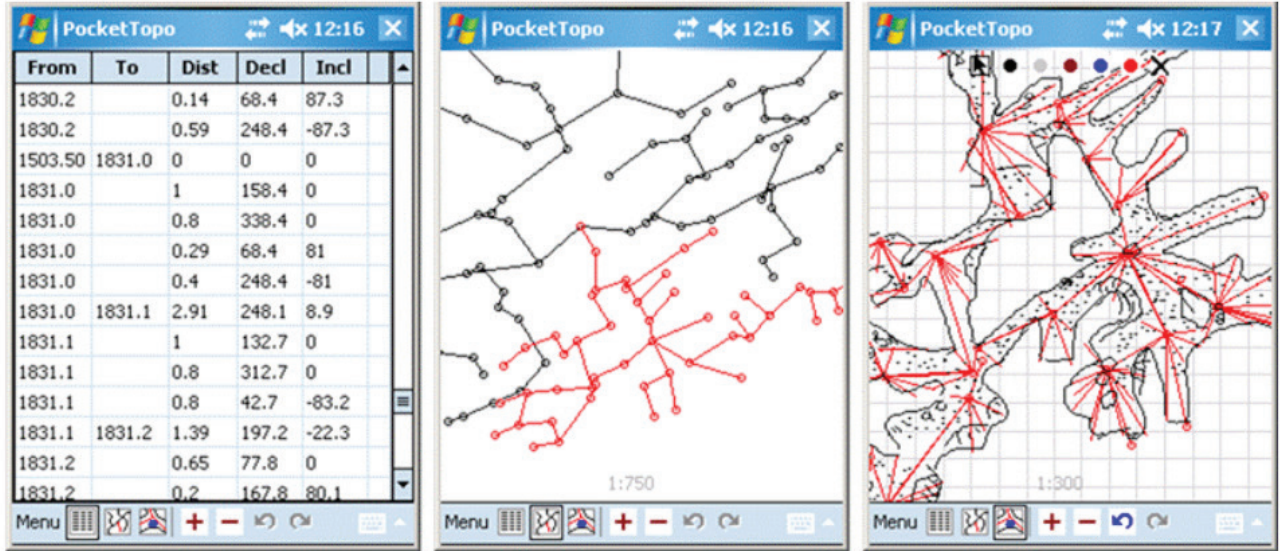 PocketTopo 12:16
From To Dist Decl Incl
1830.2 0.14 68.4 87.3
1830.2 0.59 248.4 -87.3
1503.50 1831.0 0 0 0
1831.0 1 158.4 0
1831.0 0.8 338.4 0
1831.0 0.29 68.4 81
1831.0 0.4 248.4 -81
1831.0 1831.1 2.91 248.1 8.9
1831.1 1 132.7 0
1831.1 0.8 312.7 0
1831.1 0.8 42.7 -83.2
1831.1 1831.2 1.39 197.2 -22.3
1831.2 0.65 77.8 0
1831.2 0.2 167.8 80.1
Menu
PocketTopo 12:16
1:750
Menu
PocketTopo 12:17
1:300
Menu